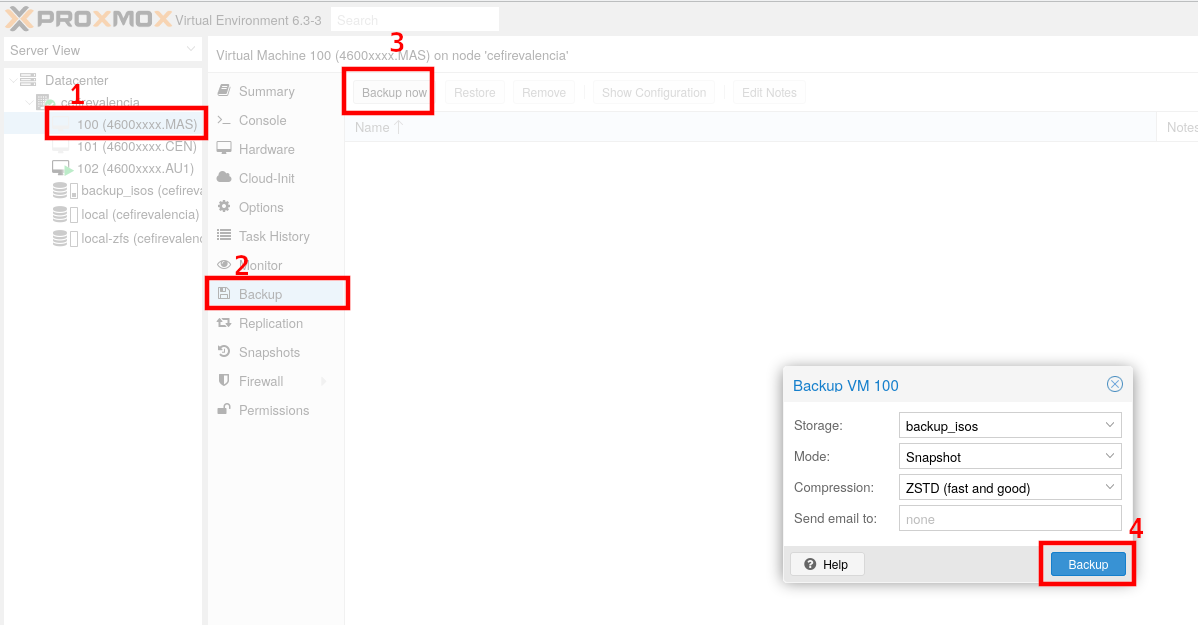 PROXMOX Virtual Environment 6.3-3 Search
Server View
Datacenter
cefirevalencia
100 (4600xxxx.MAS)
101 (4600xxxx.CEN)
102 (4600xxxx.AU1)
backup_isos (cefireva
local (cefirevalencia)
local-zfs (cefirevalenc
1
Virtual Machine 100 (4600xxxx.MAS) on node 'cefirevalencia'
Summary
Console
Hardware
Cloud-Init
Options
Task History
Monitor
2
Backup
Replication
Snapshots
Firewall
Permissions
3
Backup now Restore Remove Show Configuration Edit Notes
Name Notes
Backup VM 100
Storage: backup_isos
Mode: Snapshot
Compression: ZSTD (fast and good)
Send email to: none
4
Help Backup